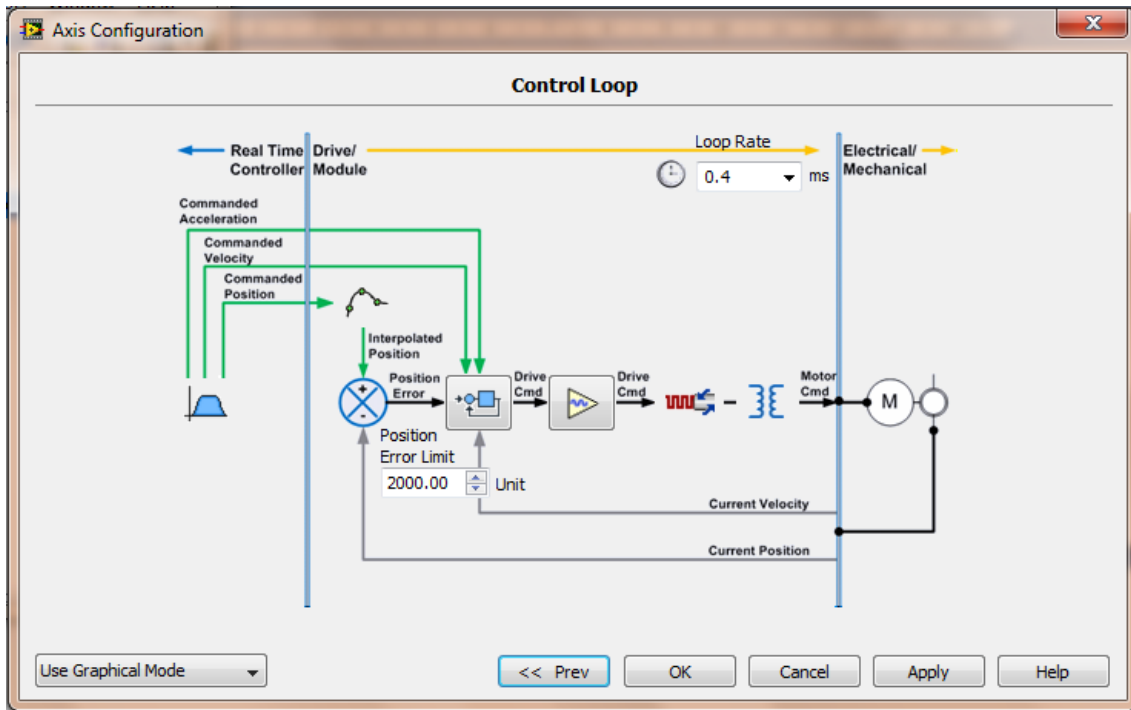 Axis Configuration
Control Loop
Real Time
Controller
Drive/
Module
Loop Rate
0.4
ms
Electrical/
Mechanical
Commanded
Acceleration
Commanded
Velocity
Commanded
Position
Interpolated
Position
+
-
Position
Error
Drive
Cmd
Drive
Cmd
Motor
Cmd
M
Position
Error Limit
2000.00
Unit
Current Velocity
Current Position
Use Graphical Mode
<< Prev
OK
Cancel
Apply
Help